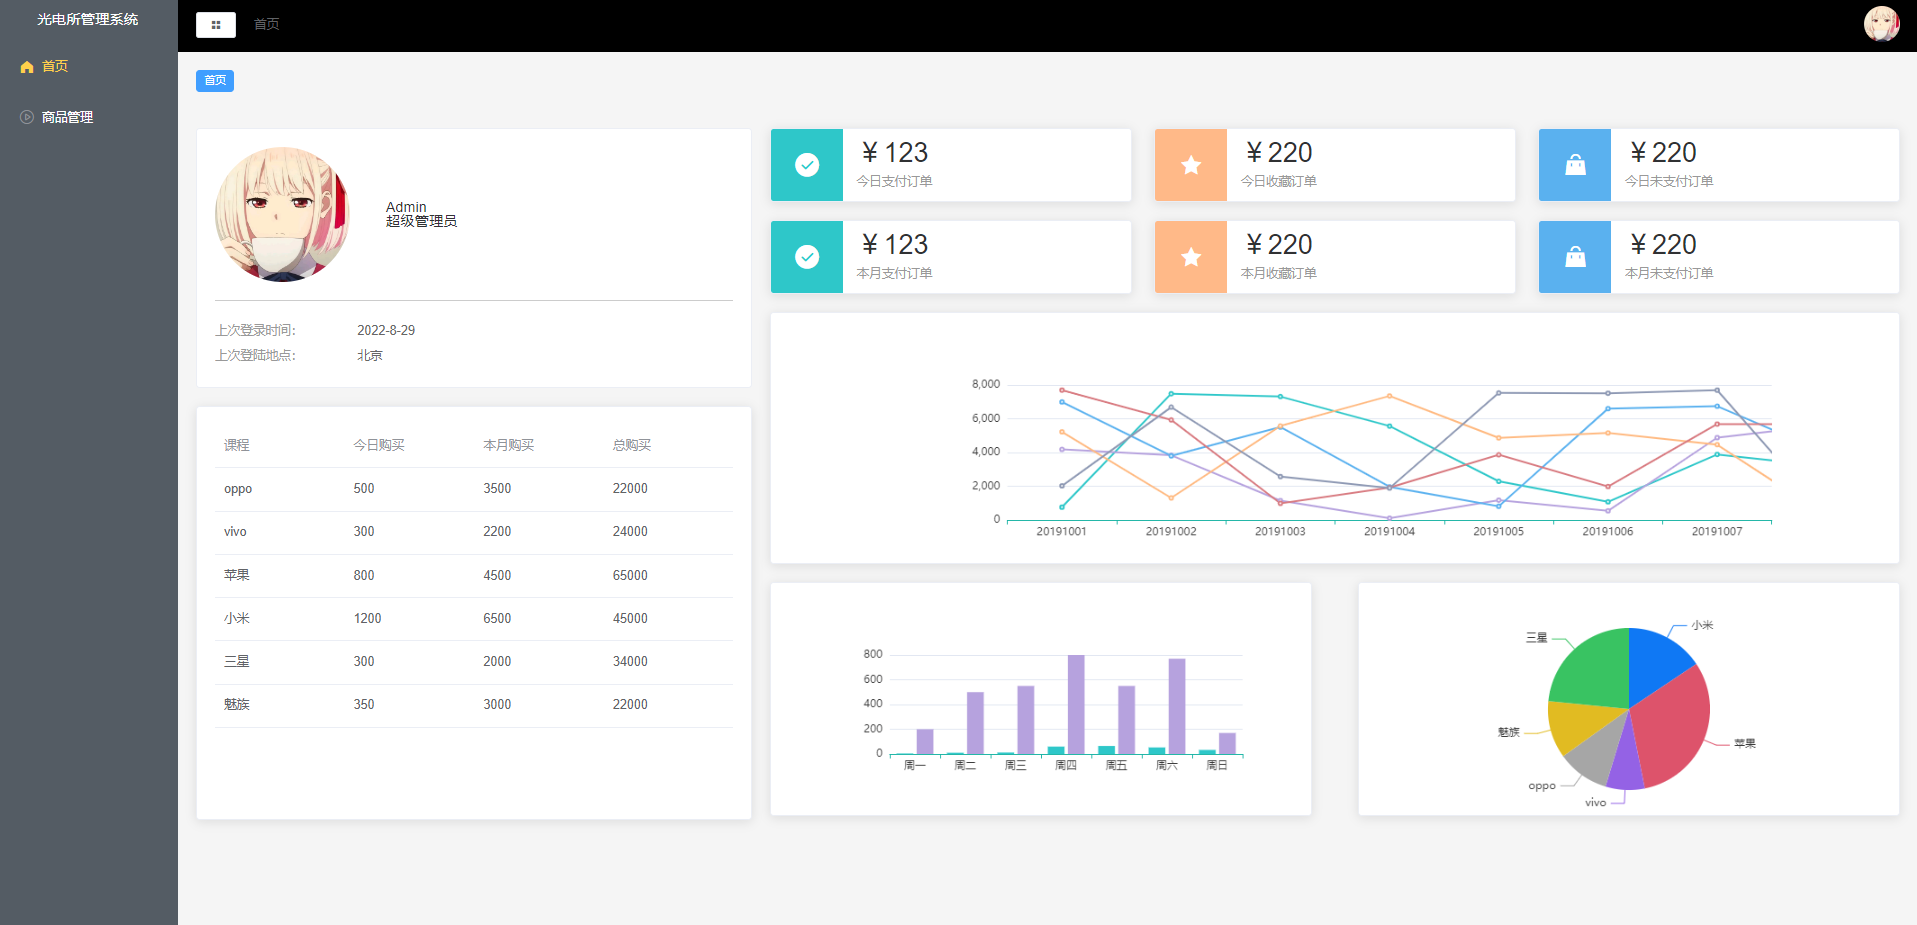 光电所管理系统
首页
商品管理
首页
首页
Admin
超级管理员
上次登录时间: 2022-8-29
上次登陆地点: 北京
课程 今日购买 本月购买 总购买
oppo 500 3500 22000
vivo 300 2200 24000
苹果 800 4500 65000
小米 1200 6500 45000
三星 300 2000 34000
魅族 350 3000 22000
¥ 123
今日支付订单
¥ 220
今日收藏订单
¥ 220
今日未支付订单
¥ 123
本月支付订单
¥ 220
本月收藏订单
¥ 220
本月未支付订单
8,000
6,000
4,000
2,000
0
20191001 20191002 20191003 20191004 20191005 20191006 20191007
800
600
400
200
0
周一 周二 周三 周四 周五 周六 周日
小米
三星
魅族
苹果
oppo
vivo